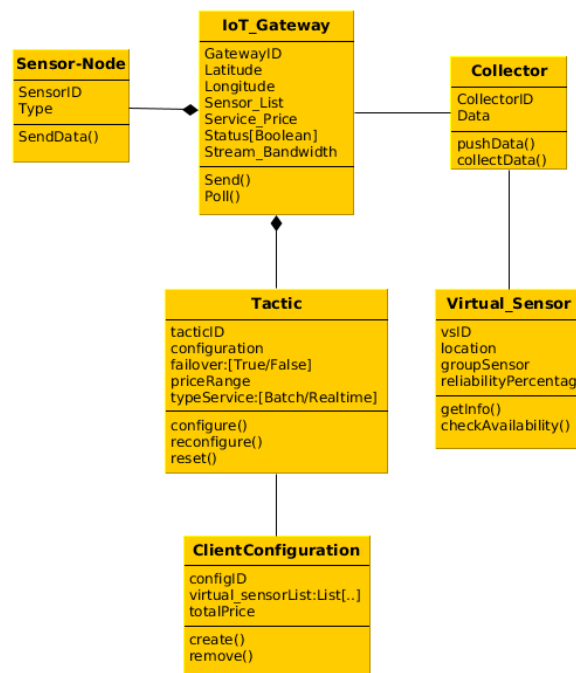 IoT_Gateway
GatewayID
Latitude
Longitude
Sensor_List
Service_Price
Status[Boolean]
Stream_Bandwidth
Send()
Poll()
Sensor-Node
SensorID
Type
SendData()
Collector
CollectorID
Data
pushData()
collectData()
Tactic
tacticID
configuration
failover:[True/False]
priceRange
typeService:[Batch/Realtime]
configure()
reconfigure()
reset()
Virtual_Sensor
vsID
location
groupSensor
reliabilityPercentag
getInfo()
checkAvailability()
ClientConfiguration
configID
virtual_sensorList:List[..]
totalPrice
create()
remove()